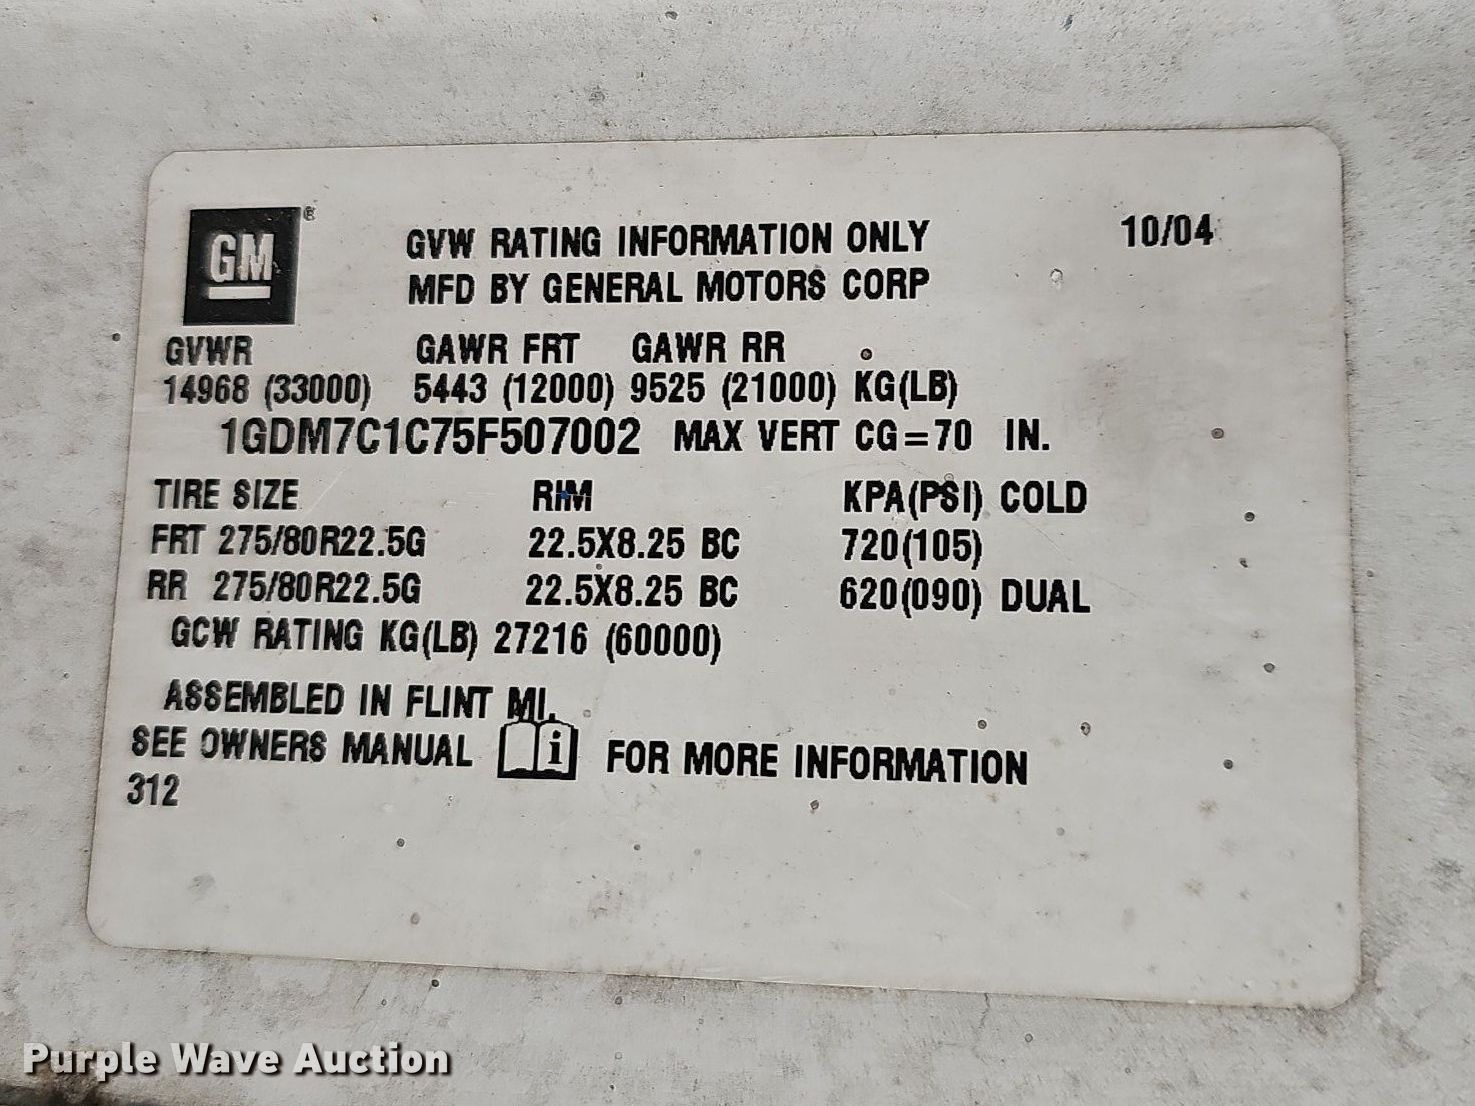 GM ® GVW RATING INFORMATION ONLY 10/04
MFD BY GENERAL MOTORS CORP
GVWR GAWR FRT GAWR RR
14968 (33000) 5443 (12000) 9525 (21000) KG(LB)
1GDM7C1C75F507002 MAX VERT CG=70 IN.
TIRE SIZE RIM KPA(PSI) COLD
FRT 275/80R22.5G 22.5X8.25 BC 720(105)
RR 275/80R22.5G 22.5X8.25 BC 620(090) DUAL
GCW RATING KG(LB) 27216 (60000)
ASSEMBLED IN FLINT MI.
SEE OWNERS MANUAL i FOR MORE INFORMATION
312
Purple Wave Auction